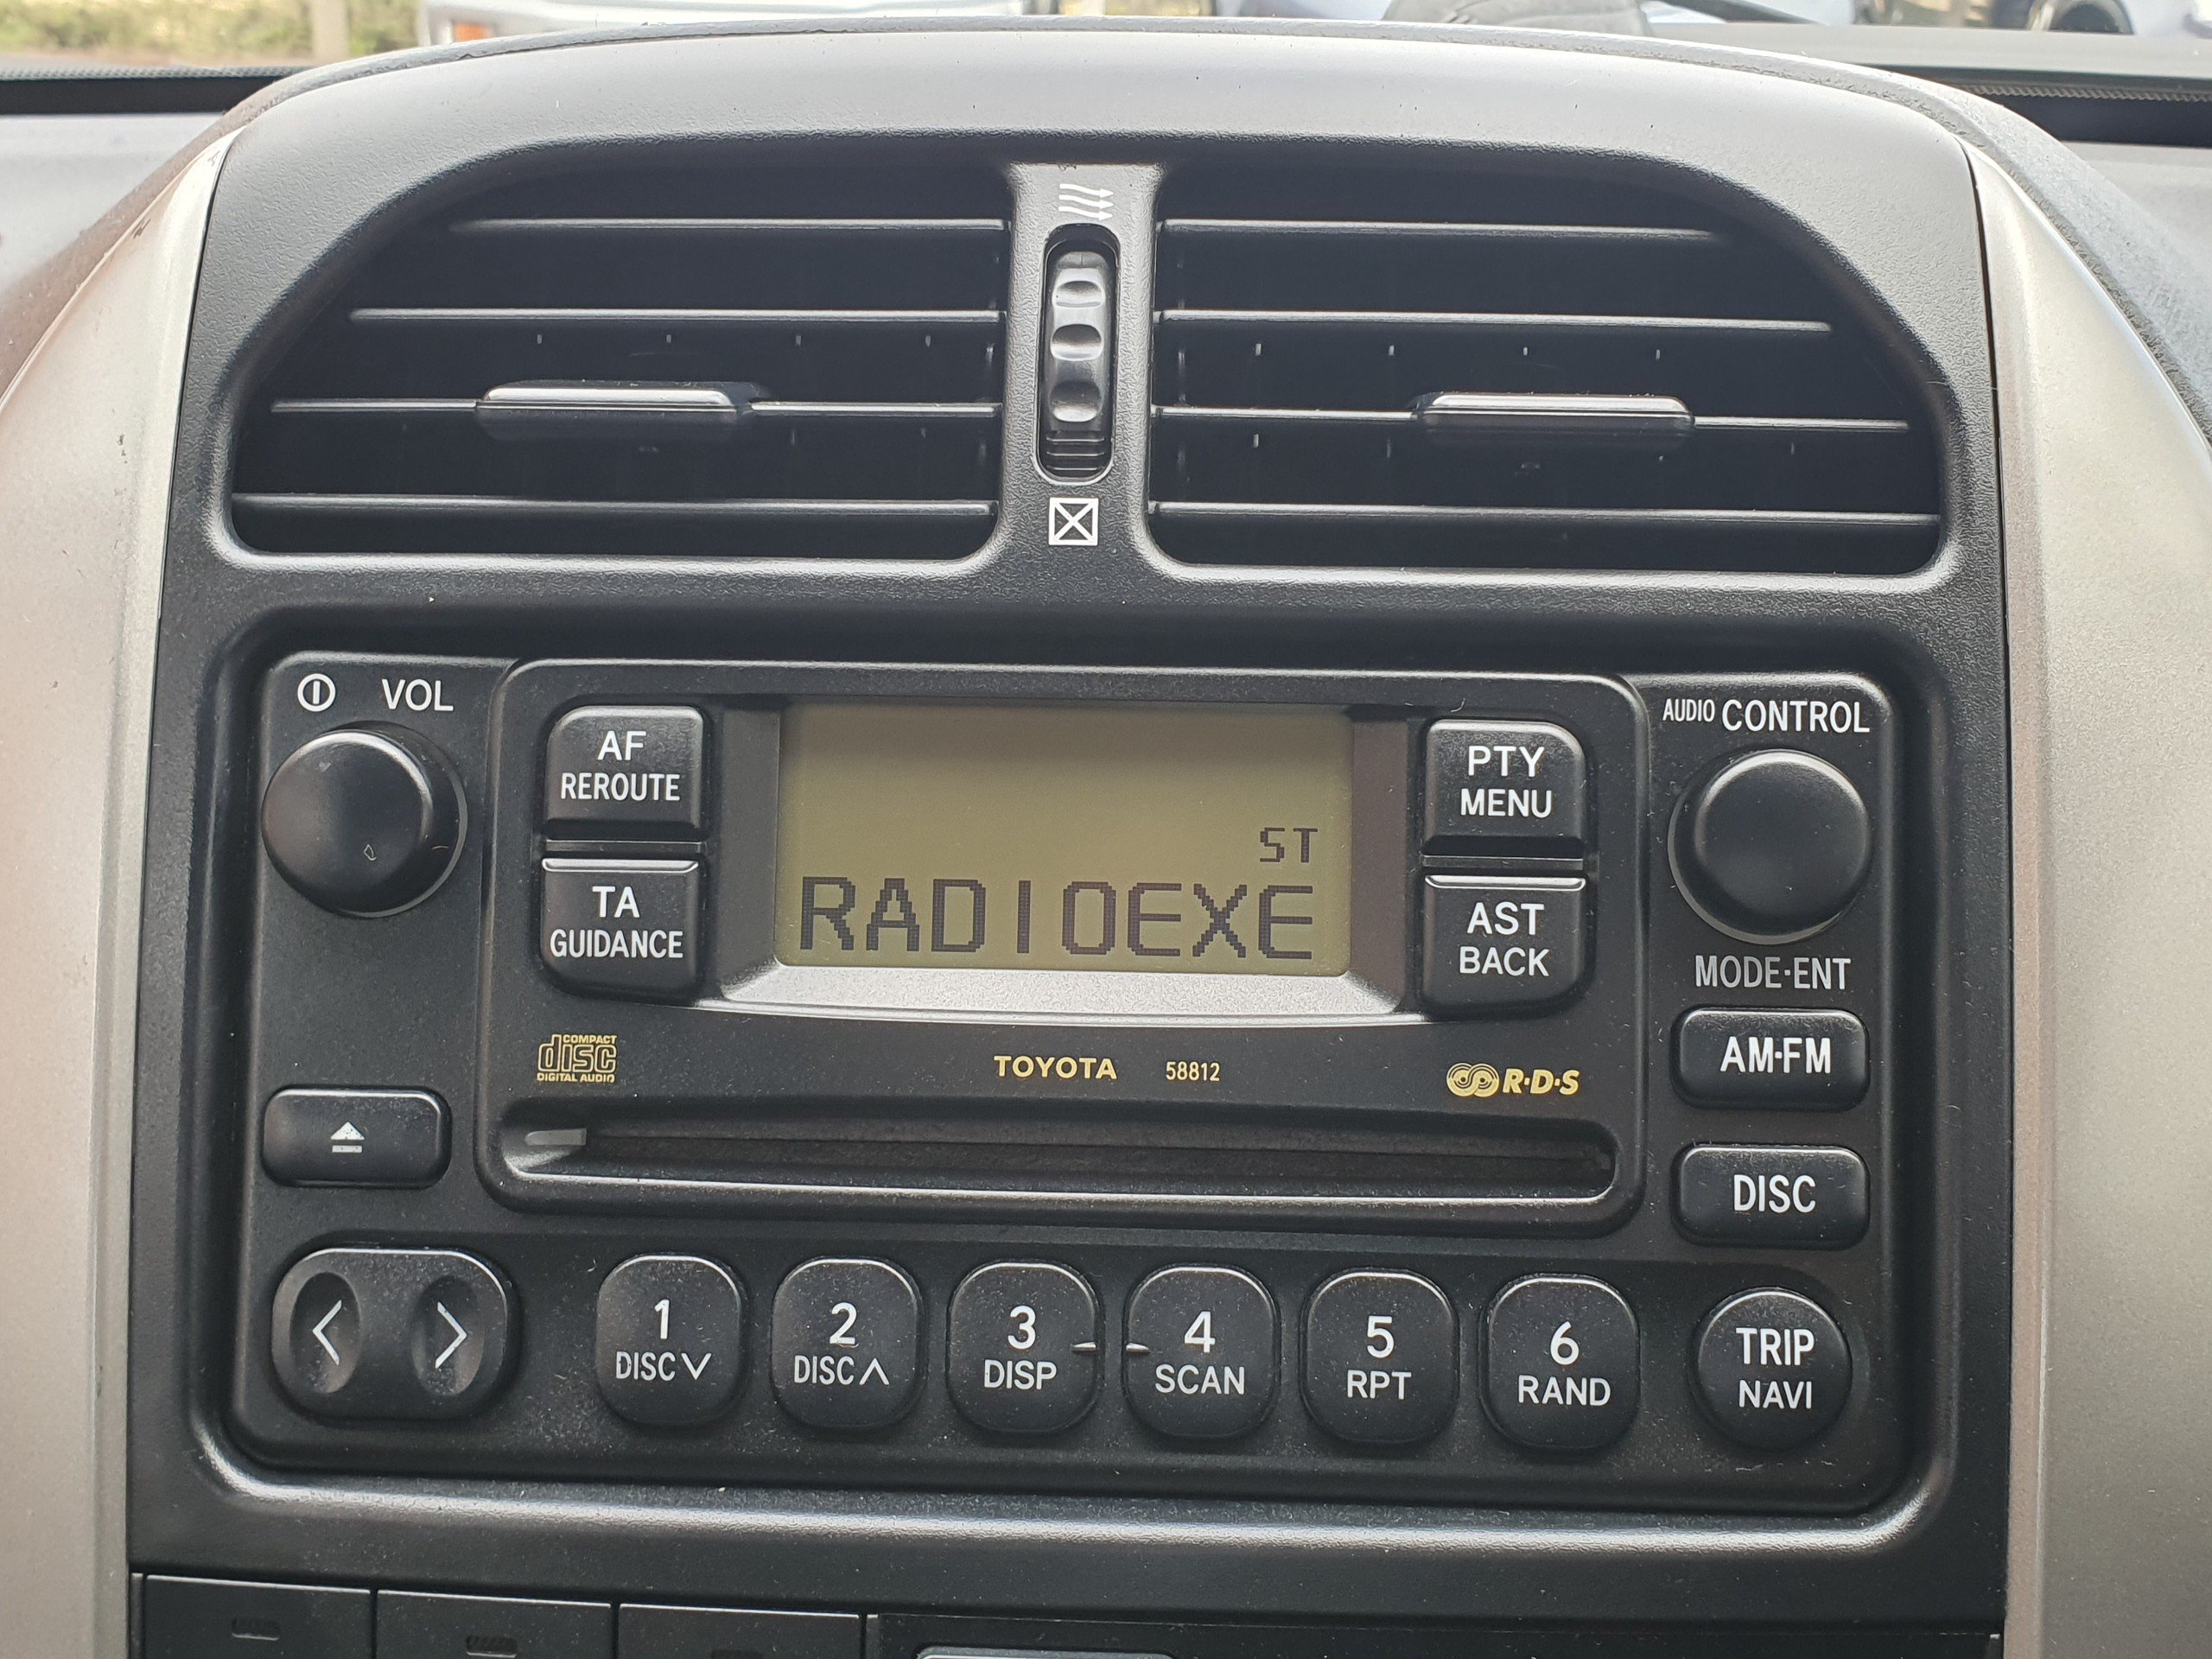 VOL
AUDIO CONTROL
AF
REROUTE
PTY
MENU
ST
RADIOEXE
TA
GUIDANCE
AST
BACK
MODE·ENT
COMPACT
disc
DIGITAL AUDIO
TOYOTA 58812
R·D·S
AM·FM
DISC
1
DISC
2
DISC
3
DISP
4
SCAN
5
RPT
6
RAND
TRIP
NAVI